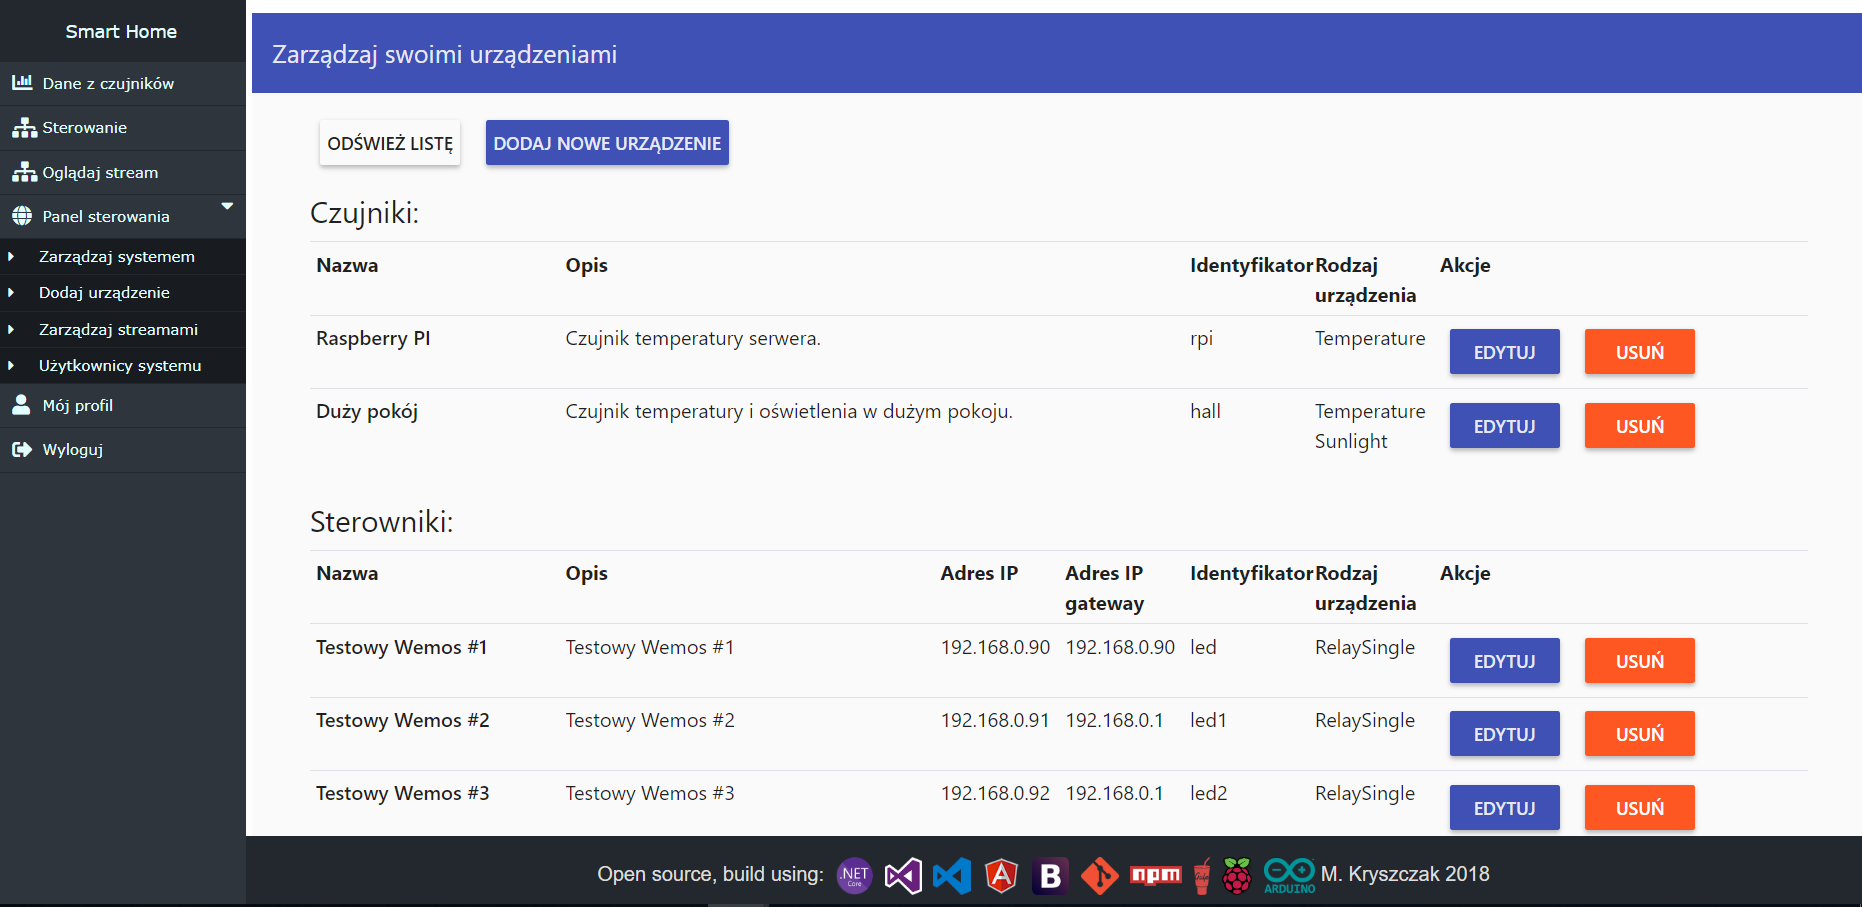 Smart Home
Dane z czujników
Sterowanie
Oglądaj stream
Panel sterowania
Zarządzaj systemem
Dodaj urządzenie
Zarządzaj streamami
Użytkownicy systemu
Mój profil
Wyloguj
Zarządzaj swoimi urządzeniami
ODŚWIEŻ LISTĘ DODAJ NOWE URZĄDZENIE
Czujniki:
Nazwa Opis Identyfikator Rodzaj urządzenia Akcje
Raspberry PI Czujnik temperatury serwera. rpi Temperature EDYTUJ USUŃ
Duży pokój Czujnik temperatury i oświetlenia w dużym pokoju. hall Temperature Sunlight EDYTUJ USUŃ
Sterowniki:
Nazwa Opis Adres IP Adres IP gateway Identyfikator Rodzaj urządzenia Akcje
Testowy Wemos #1 Testowy Wemos #1 192.168.0.90 192.168.0.90 led RelaySingle EDYTUJ USUŃ
Testowy Wemos #2 Testowy Wemos #2 192.168.0.91 192.168.0.1 led1 RelaySingle EDYTUJ USUŃ
Testowy Wemos #3 Testowy Wemos #3 192.168.0.92 192.168.0.1 led2 RelaySingle EDYTUJ USUŃ
Open source, build using: .NET Core A B npm Gulp ARDUINO M. Kryszczak 2018